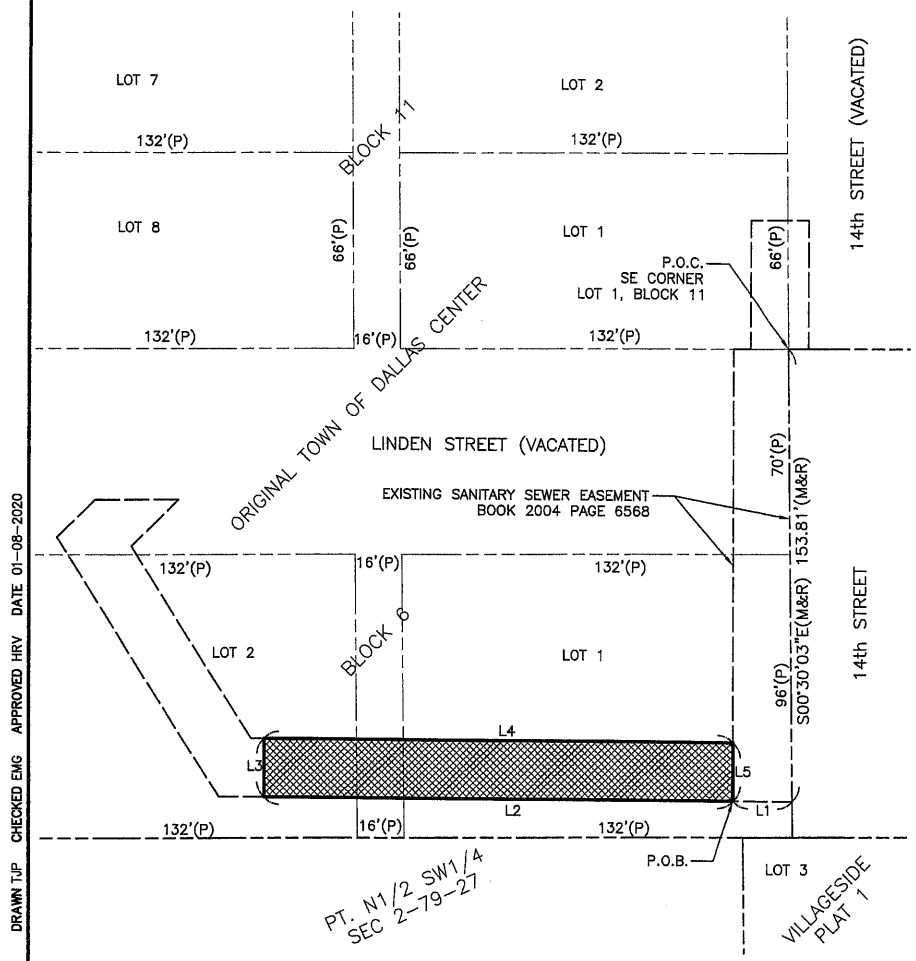 LOT 7
LOT 2
132'(P)
132'(P)
BLOCK 11
14th STREET (VACATED)
LOT 8
LOT 1
66'(P)
66'(P)
66'(P)
P.O.C.
SE CORNER
LOT 1, BLOCK 11
132'(P)
16'(P)
132'(P)
ORIGINAL TOWN OF DALLAS CENTER
LINDEN STREET (VACATED)
70'(P)
EXISTING SANITARY SEWER EASEMENT
BOOK 2004 PAGE 6568
S00°30'03"E(M&R) 153.81'(M&R)
132'(P)
16'(P)
132'(P)
14th STREET
BLOCK 6
LOT 2
LOT 1
96'(P)
L4
L3
L5
L2
L1
132'(P)
16'(P)
132'(P)
P.O.B.
LOT 3
PT. N1/2 SW1/4
SEC 2-79-27
VILLAGESIDE
PLAT 1
DRAWN TJP CHECKED EMG APPROVED HRV DATE 01-08-2020